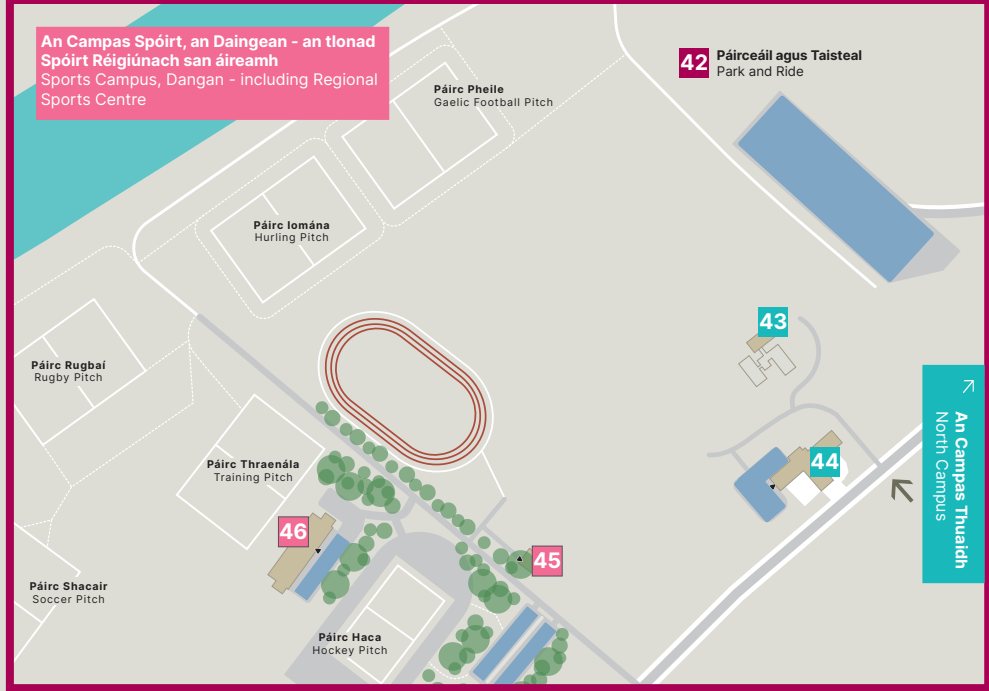 An Campas Spóirt, an Daingean - an tIonad
Spóirt Réigiúnach san áireamh
Sports Campus, Dangan - including Regional
Sports Centre
42
Páirceáil agus Taisteal
Park and Ride
Páirc Pheile
Gaelic Football Pitch
Páirc Iomána
Hurling Pitch
43
Páirc Rugbaí
Rugby Pitch
An Campas Thuaidh
North Campus
44
Páirc Thraenála
Training Pitch
46
45
Páirc Shacair
Soccer Pitch
Páirc Haca
Hockey Pitch